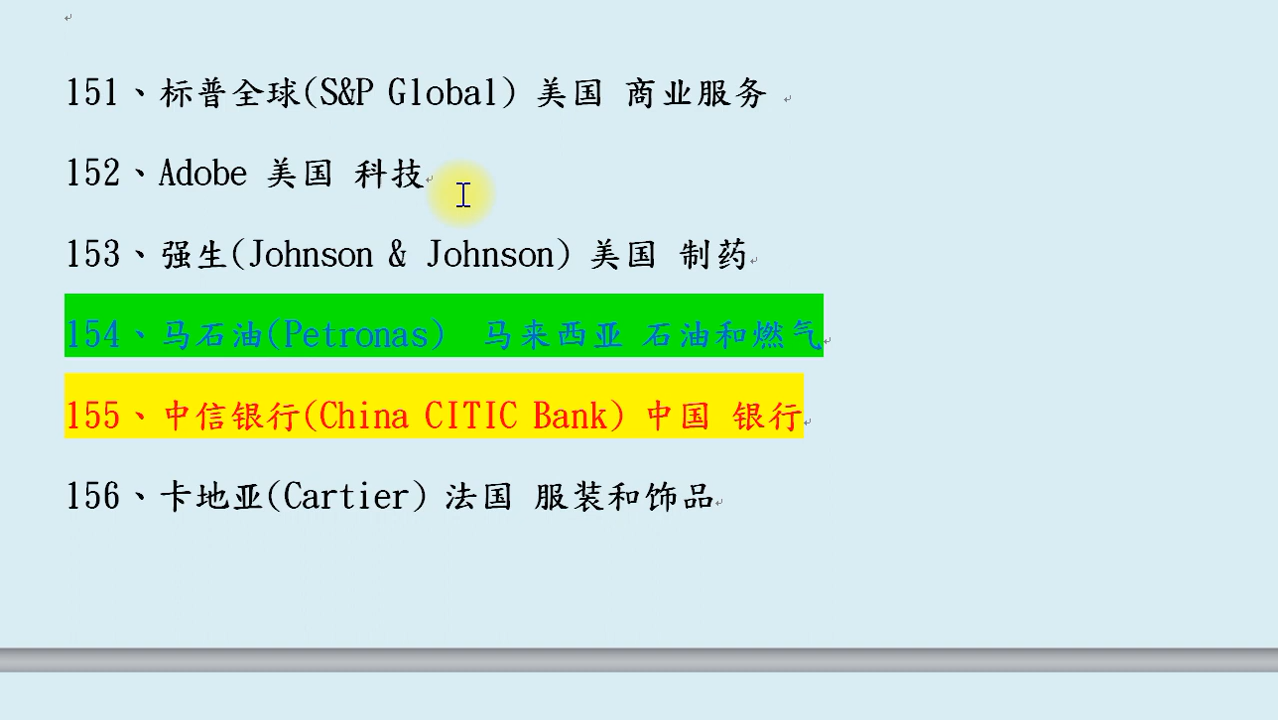 151、标普全球(S&P Global) 美国 商业服务
152、Adobe 美国 科技
153、强生(Johnson & Johnson) 美国 制药
154、马石油(Petronas) 马来西亚 石油和燃气
155、中信银行(China CITIC Bank) 中国 银行
156、卡地亚(Cartier) 法国 服装和饰品